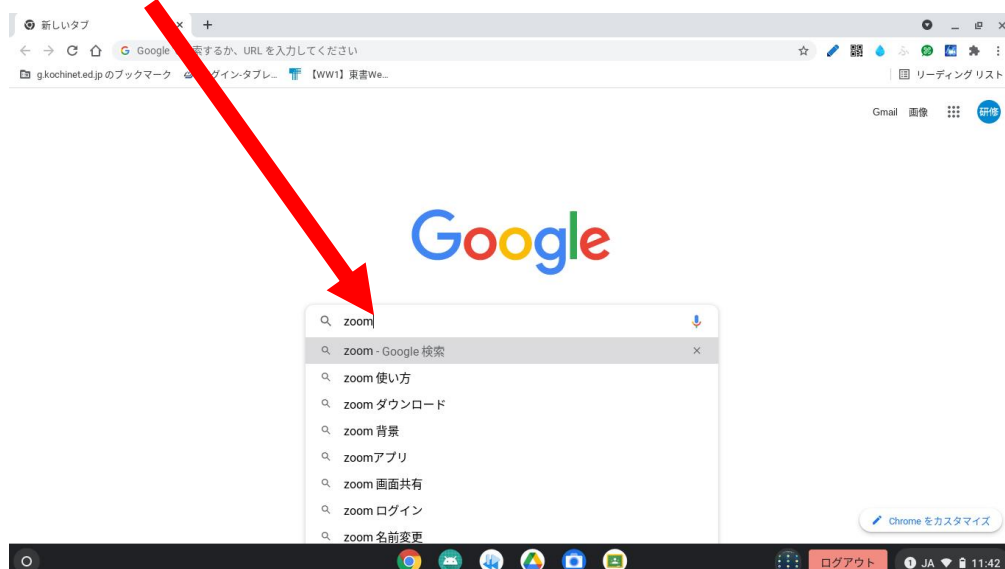 新しいタブ
Google で検索するか、URL を入力してください
g.kochinet.ed.jp のブックマーク
グイン-タブレ...
【WW1】東書We...
リーディング リスト
Gmail 画像
研修
Google
zoom
zoom - Google 検索
zoom 使い方
zoom ダウンロード
zoom 背景
zoomアプリ
zoom 画面共有
zoom ログイン
zoom 名前変更
Chrome をカスタマイズ
ログアウト
1 JA 11:42